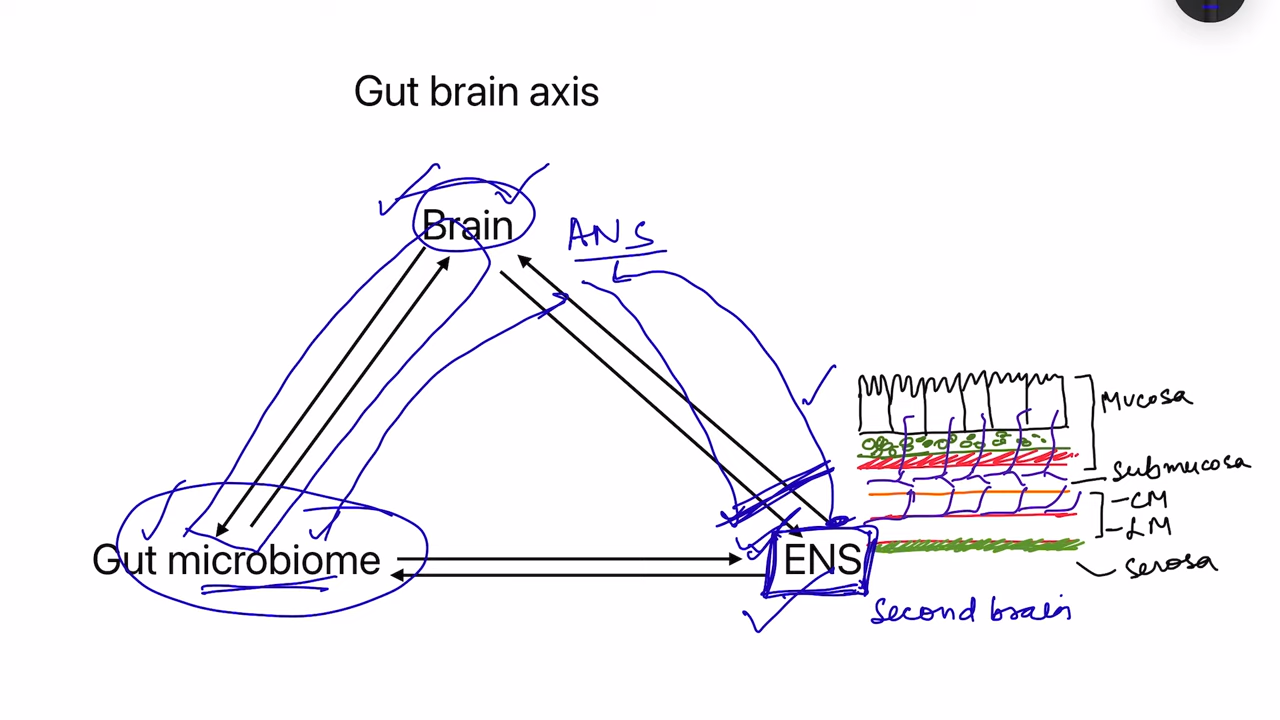 Gut brain axis
Brain
ANS
Mucosa
Submucosa
-CM
-LM
Gut microbiome
ENS
Serosa
Second brain